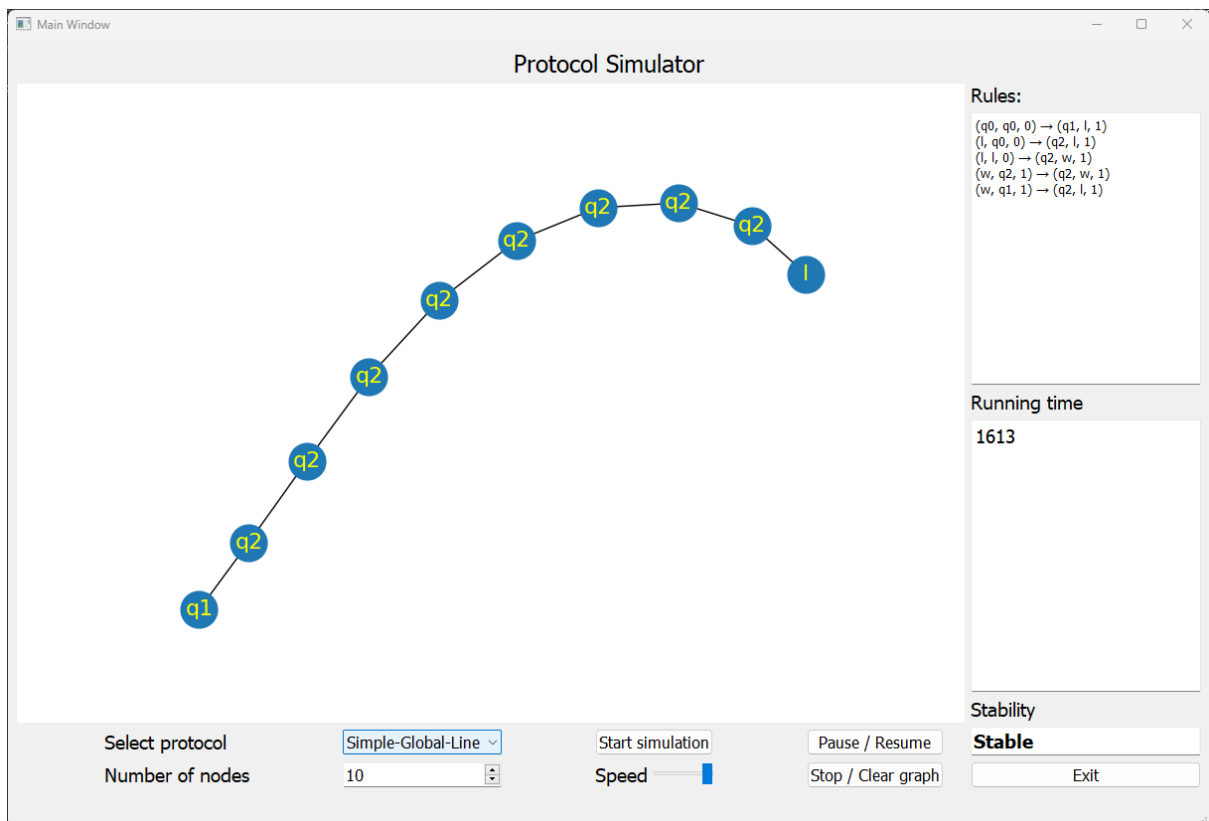 Main Window
Protocol Simulator
Rules:
(q0, q0, 0) → (q1, l, 1)
(l, q0, 0) → (q2, l, 1)
(l, l, 0) → (q2, w, 1)
(w, q2, 1) → (q2, w, 1)
(w, q1, 1) → (q2, l, 1)
q2
q2
q2
q2
l
q2
q2
q2
q2
q1
Running time
1613
Stability
Stable
Select protocol
Simple-Global-Line
Start simulation
Pause / Resume
Number of nodes
10
Speed
Stop / Clear graph
Exit